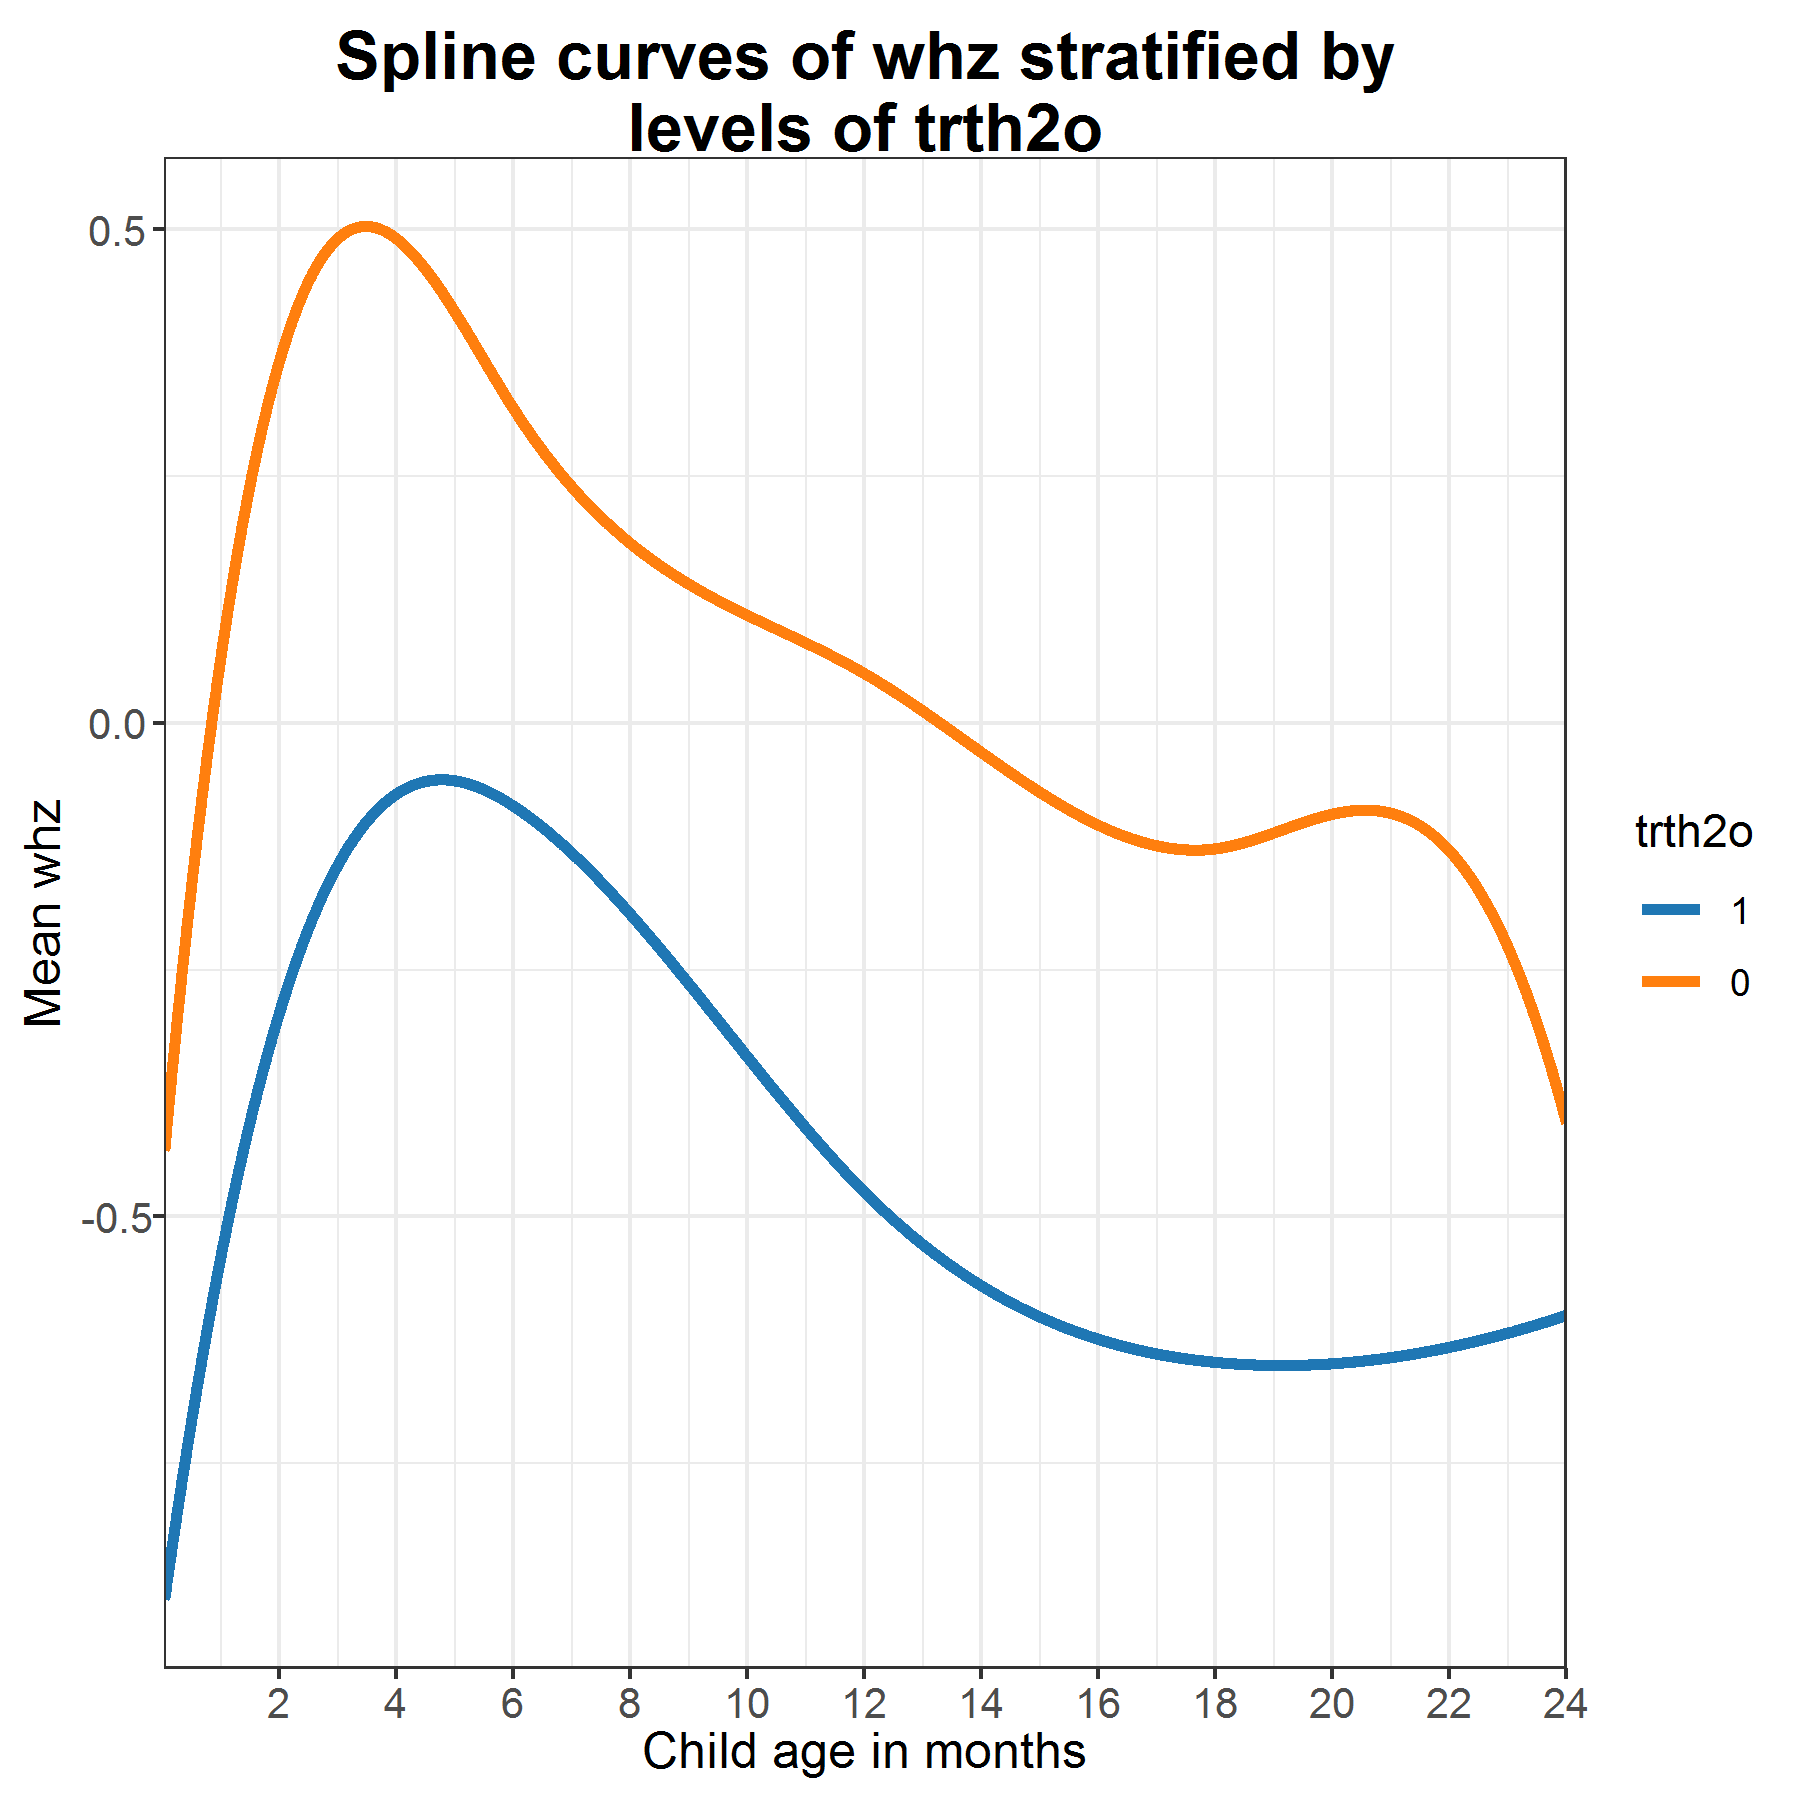 Spline curves of whz stratified by
levels of trth2o
0.5
0.0
-0.5
Mean whz
2 4 6 8 10 12 14 16 18 20 22 24
Child age in months
trth2o
1
0